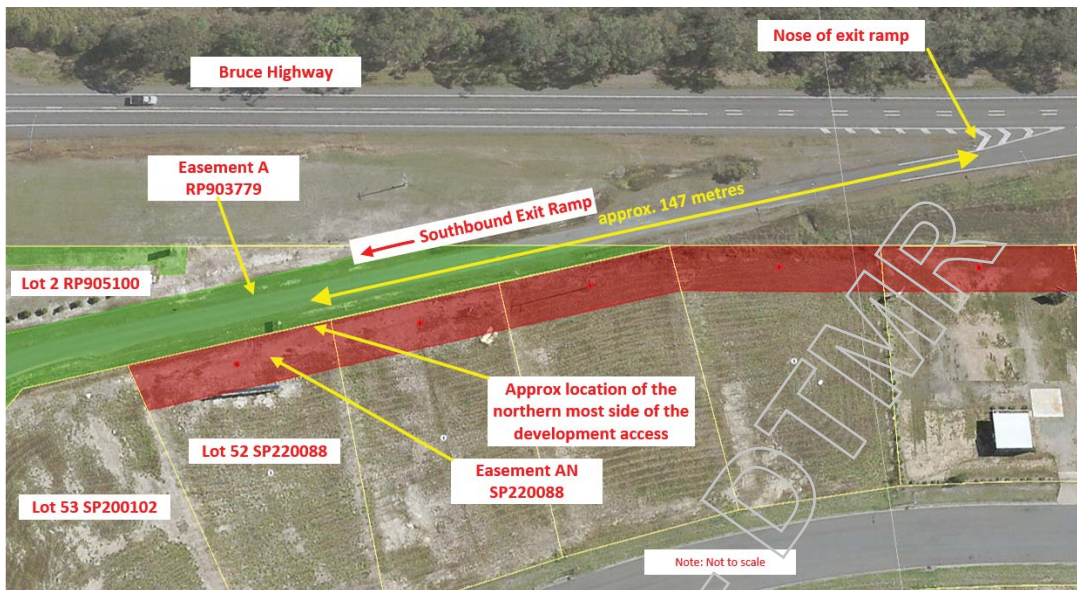 Nose of exit ramp
Bruce Highway
Easement A
RP903779
Southbound Exit Ramp
approx. 147 metres
Lot 2 RP905100
Approx location of the
northern most side of the
development access
Lot 52 SP220088
Easement AN
SP220088
Lot 53 SP200102
Note: Not to scale
D TMR